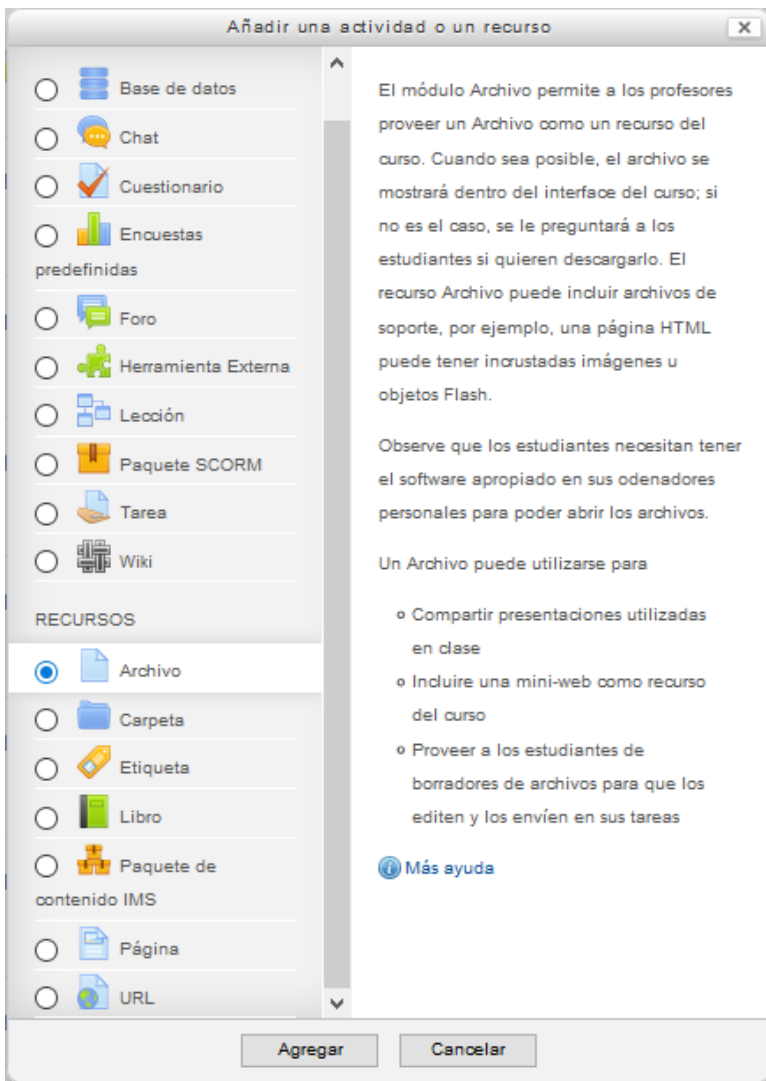 Añadir una actividad o un recurso
Base de datos
Chat
Cuestionario
Encuestas
predefinidas
Foro
Herramienta Externa
Lección
Paquete SCORM
Tarea
Wiki
RECURSOS
Archivo
Carpeta
Etiqueta
Libro
Paquete de
contenido IMS
Página
URL
El módulo Archivo permite a los profesores
proveer un Archivo como un recurso del
curso. Cuando sea posible, el archivo se
mostrará dentro del interface del curso; si
no es el caso, se le preguntará a los
estudiantes si quieren descargarlo. El
recurso Archivo puede incluir archivos de
soporte, por ejemplo, una página HTML
puede tener incrustadas imágenes u
objetos Flash.
Observe que los estudiantes necesitan tener
el software apropiado en sus odenadores
personales para poder abrir los archivos.
Un Archivo puede utilizarse para
Compartir presentaciones utilizadas
en clase
Incluire una mini-web como recurso
del curso
Proveer a los estudiantes de
borradores de archivos para que los
editen y los envíen en sus tareas
Más ayuda
Agregar
Cancelar